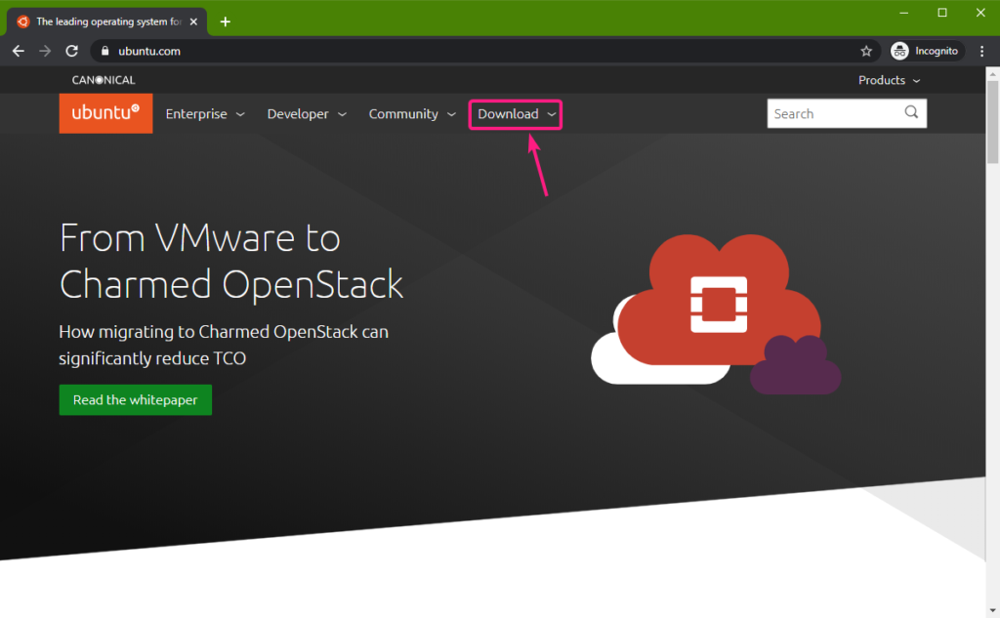 The leading operating system for
ubuntu.com
Incognito
CANONICAL
Products
ubuntu
Enterprise
Developer
Community
Download
Search
From VMware to
Charmed OpenStack
How migrating to Charmed OpenStack can
significantly reduce TCO
Read the whitepaper